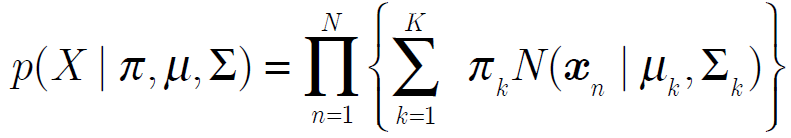 p(X | π, μ, Σ) = ∏_{n=1}^{N} { ∑_{k=1}^{K} π_k N(x_n | μ_k, Σ_k) }